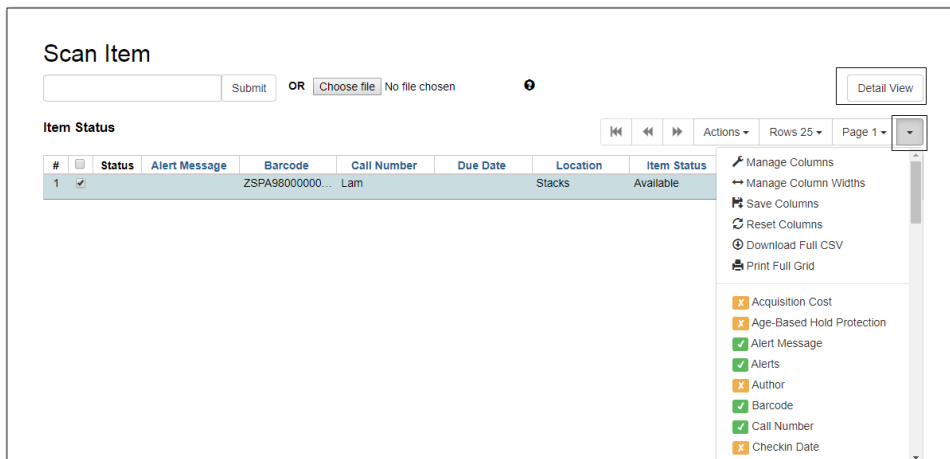 Scan Item
Submit OR Choose file No file chosen
Detail View
Item Status
Actions Rows 25 Page 1
# Status Alert Message Barcode Call Number Due Date Location Item Status
1 ZSPA98000000... Lam Stacks Available
Manage Columns
Manage Column Widths
Save Columns
Reset Columns
Download Full CSV
Print Full Grid
X Acquisition Cost
X Age-Based Hold Protection
Alert Message
Alerts
X Author
Barcode
Call Number
X Checkin Date